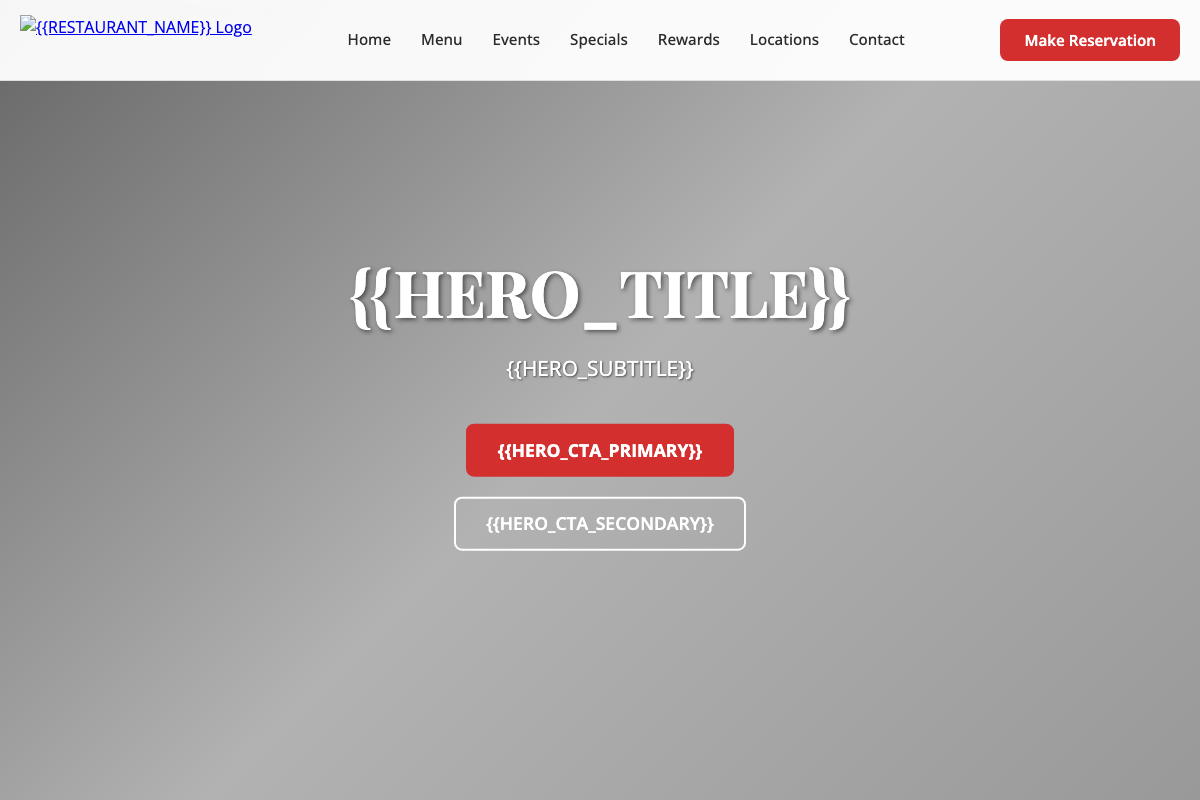 {{RESTAURANT_NAME}} Logo
Home
Menu
Events
Specials
Rewards
Locations
Contact
Make Reservation
{{HERO_TITLE}}
{{HERO_SUBTITLE}}
{{HERO_CTA_PRIMARY}}
{{HERO_CTA_SECONDARY}}